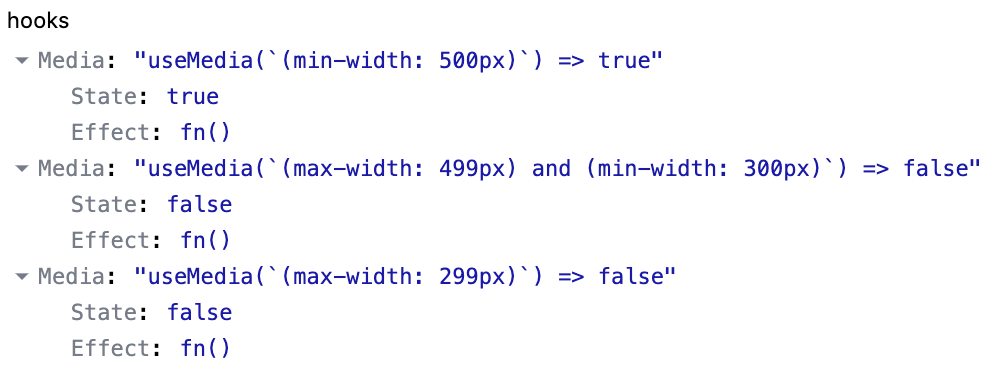 hooks
Media: "useMedia(`(min-width: 500px)`) => true"
State: true
Effect: fn()
Media: "useMedia(`(max-width: 499px) and (min-width: 300px)`) => false"
State: false
Effect: fn()
Media: "useMedia(`(max-width: 299px)`) => false"
State: false
Effect: fn()